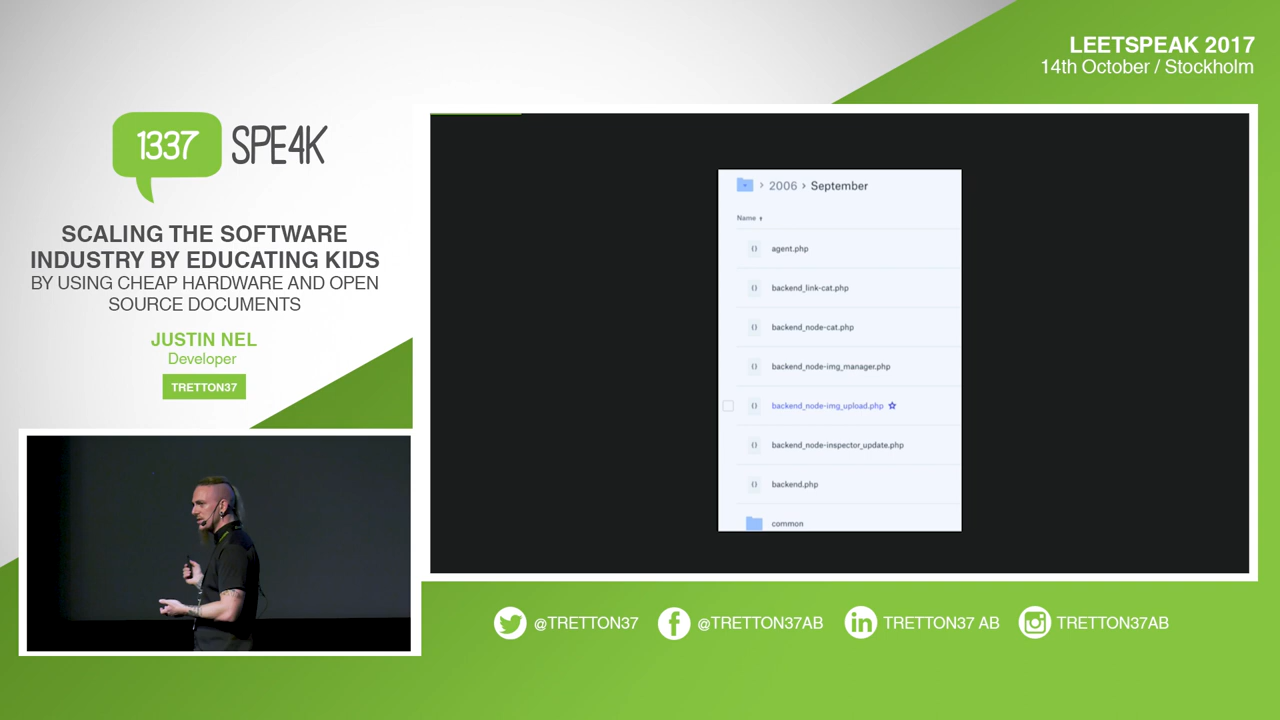 LEETSPEAK 2017
14th October / Stockholm
1337 SPE4K
SCALING THE SOFTWARE
INDUSTRY BY EDUCATING KIDS
BY USING CHEAP HARDWARE AND OPEN
SOURCE DOCUMENTS
JUSTIN NEL
Developer
TRETTON37
> 2006 > September
Name ↑
agent.php
backend_link-cat.php
backend_node-cat.php
backend_node-img_manager.php
backend_node-img_upload.php
backend_node-inspector_update.php
backend.php
common
@TRETTON37
@TRETTON37AB
TRETTON37 AB
TRETTON37AB